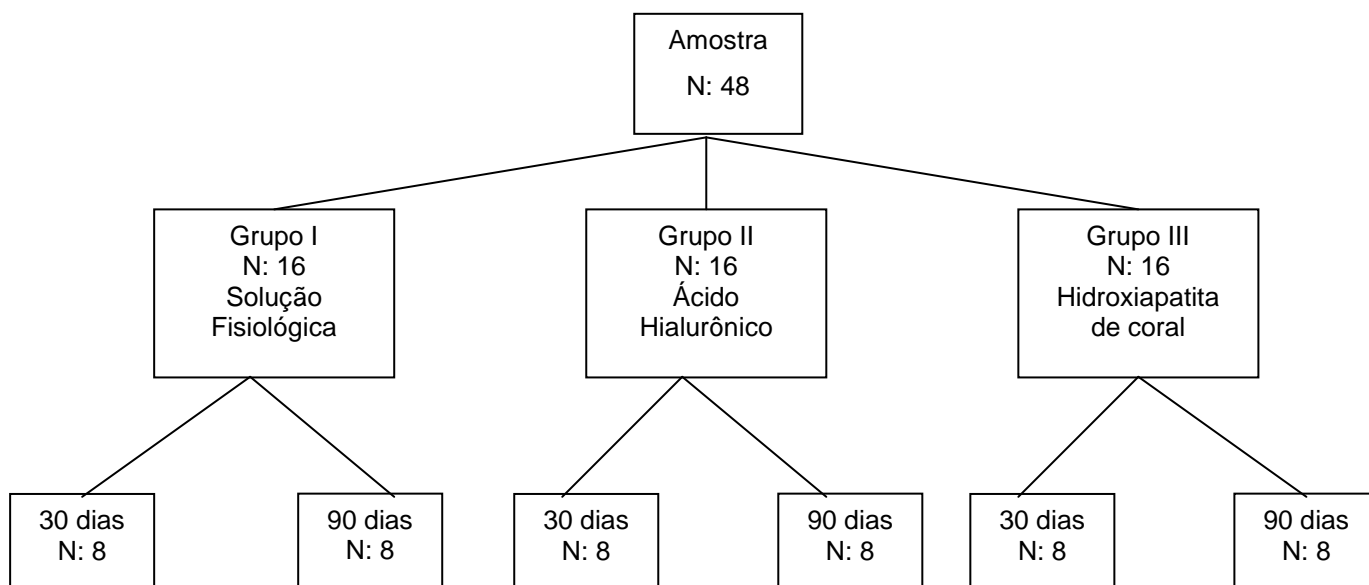 Amostra
N: 48
Grupo I
N: 16
Solução
Fisiológica
Grupo II
N: 16
Ácido
Hialurônico
Grupo III
N: 16
Hidroxiapatita
de coral
30 dias
N: 8
90 dias
N: 8
30 dias
N: 8
90 dias
N: 8
30 dias
N: 8
90 dias
N: 8